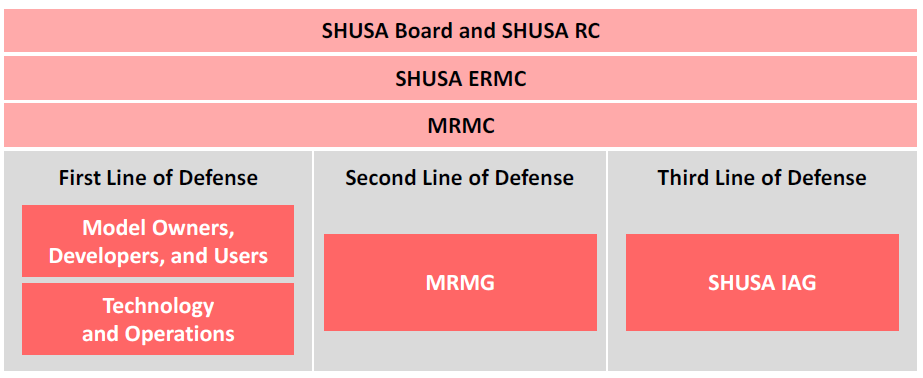 SHUSA Board and SHUSA RC
SHUSA ERMC
MRMC
First Line of Defense
Model Owners,
Developers, and Users
Technology
and Operations
Second Line of Defense
MRMG
Third Line of Defense
SHUSA IAG